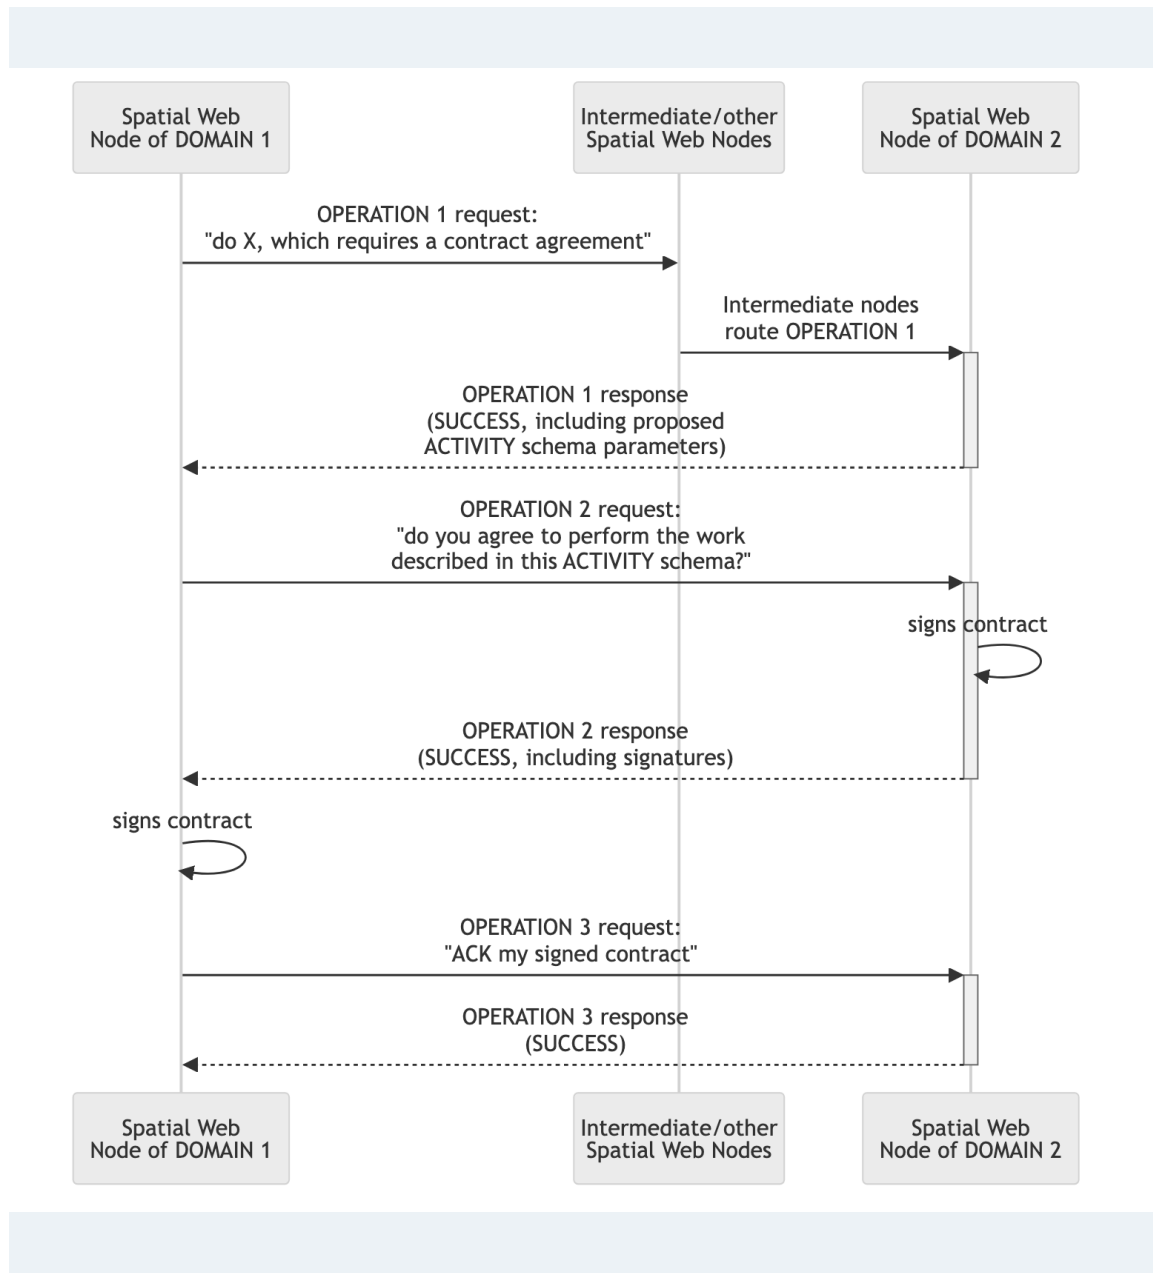 Spatial Web
Node of DOMAIN 1
Intermediate/other
Spatial Web Nodes
Spatial Web
Node of DOMAIN 2
OPERATION 1 request:
"do X, which requires a contract agreement"
Intermediate nodes
route OPERATION 1
OPERATION 1 response
(SUCCESS, including proposed
ACTIVITY schema parameters)
OPERATION 2 request:
"do you agree to perform the work
described in this ACTIVITY schema?"
signs contract
OPERATION 2 response
(SUCCESS, including signatures)
signs contract
OPERATION 3 request:
"ACK my signed contract"
OPERATION 3 response
(SUCCESS)
Spatial Web
Node of DOMAIN 1
Intermediate/other
Spatial Web Nodes
Spatial Web
Node of DOMAIN 2